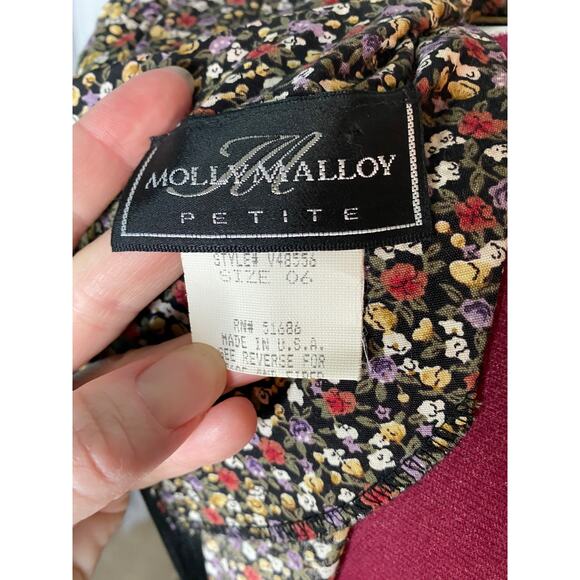 MOLLY MALLOY
PETITE
STYLE# V48556
SIZE 06
RN# 51686
MADE IN U.S.A.
SEE REVERSE FOR